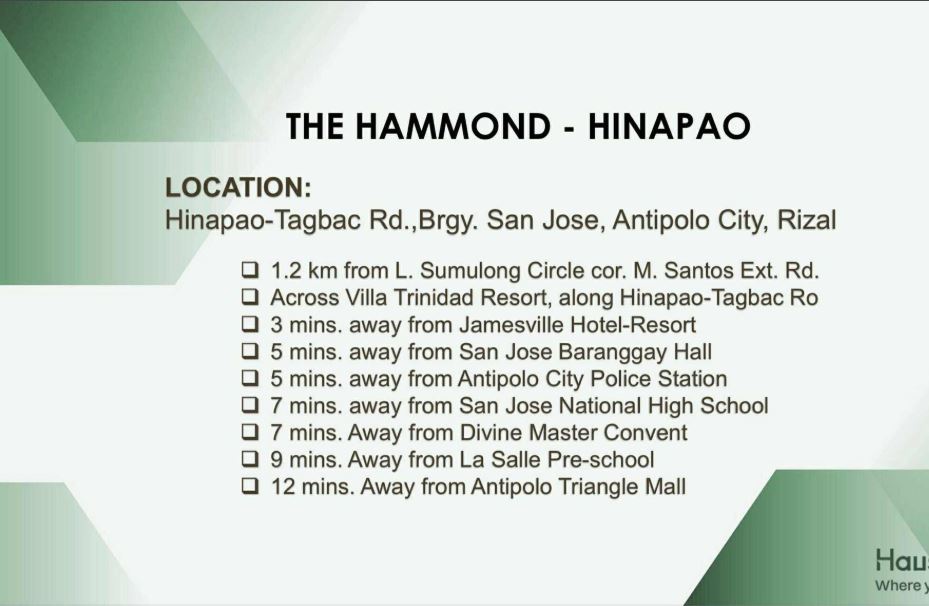 THE HAMMOND - HINAPAO
LOCATION:
Hinapao-Tagbac Rd.,Brgy. San Jose, Antipolo City, Rizal
❑ 1.2 km from L. Sumulong Circle cor. M. Santos Ext. Rd.
❑ Across Villa Trinidad Resort, along Hinapao-Tagbac Ro
❑ 3 mins. away from Jamesville Hotel-Resort
❑ 5 mins. away from San Jose Baranggay Hall
❑ 5 mins. away from Antipolo City Police Station
❑ 7 mins. away from San Jose National High School
❑ 7 mins. Away from Divine Master Convent
❑ 9 mins. Away from La Salle Pre-school
❑ 12 mins. Away from Antipolo Triangle Mall
Haus
Where y